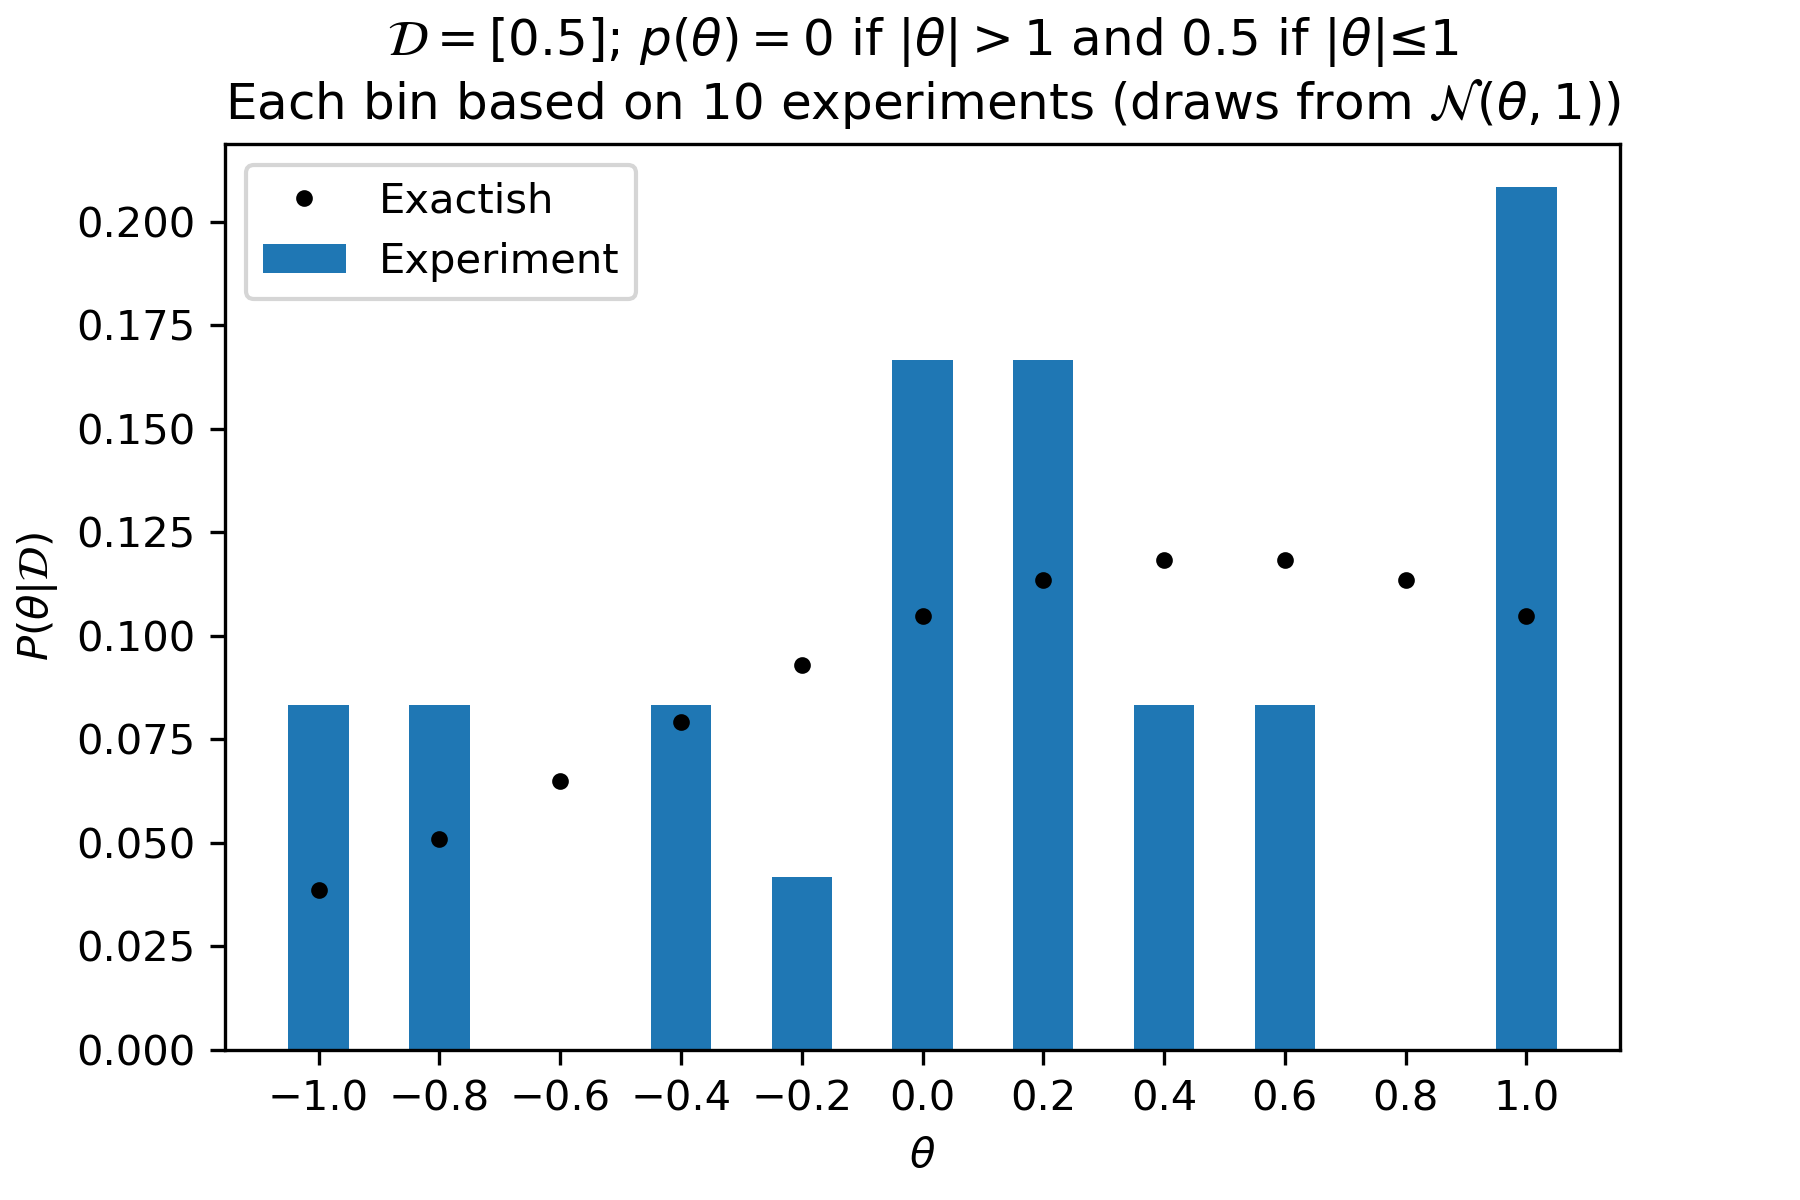 𝒟 = [0.5]; p(θ) = 0 if |θ| > 1 and 0.5 if |θ|≤1
Each bin based on 10 experiments (draws from 𝒩(θ, 1))
Exactish
Experiment
0.200
0.175
0.150
0.125
0.100
0.075
0.050
0.025
0.000
P(θ|𝒟)
−1.0 −0.8 −0.6 −0.4 −0.2 0.0 0.2 0.4 0.6 0.8 1.0
θ